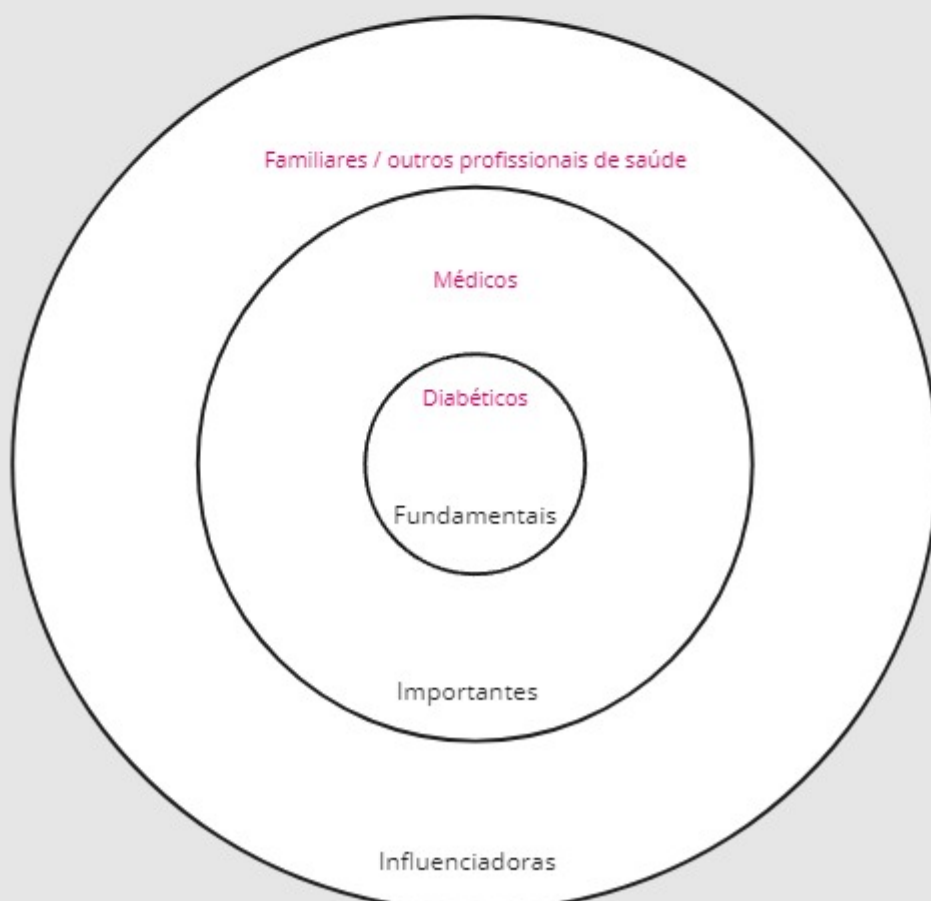 Familiares / outros profissionais de saúde
Médicos
Diabéticos
Fundamentais
Importantes
Influenciadoras